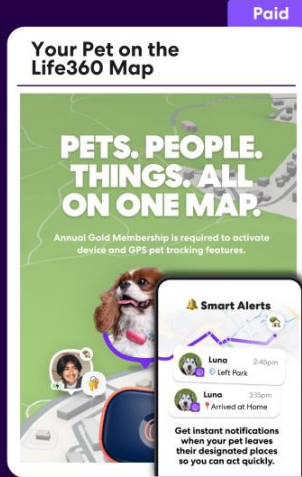 Paid
Your Pet on the
Life360 Map
PETS. PEOPLE.
THINGS. ALL
ON ONE MAP.
Annual Gold Membership is required to activate
device and GPS pet tracking features.
Smart Alerts
Luna
2:45pm
Left Park
Luna
3:15pm
Arrived at Home
Get instant notifications
when your pet leaves
their designated places
so you can act quickly.